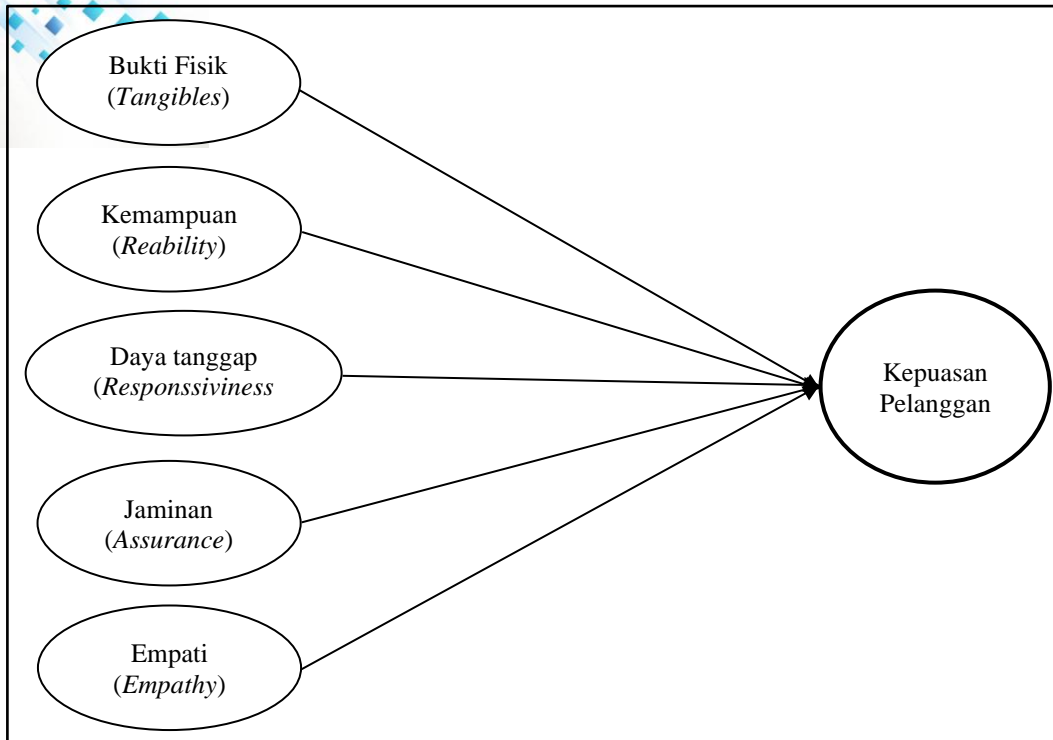 Bukti Fisik
(Tangibles)
Kemampuan
(Reability)
Daya tanggap
(Responssiviness
Jaminan
(Assurance)
Empati
(Empathy)
Kepuasan
Pelanggan